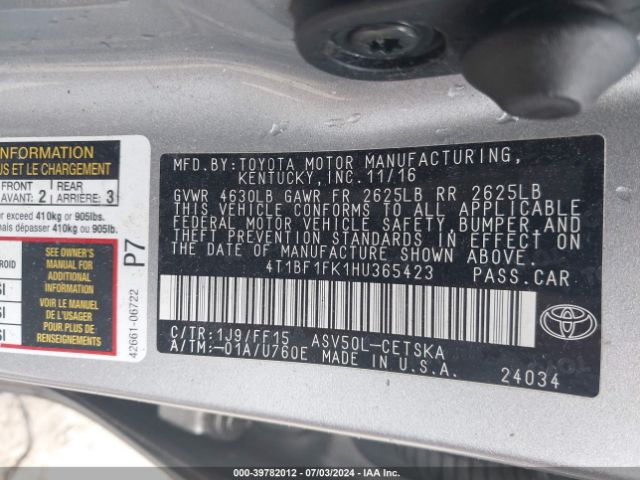 INFORMATION
US ET LE CHARGEMENT
FRONT
AVANT: 2
REAR
ARRIÈRE: 3
er exceed 410kg or 905lbs.
mais dépasser 410kg ou 905lb.
P7
SEE OWNER'S
MANUAL FOR
ADDITIONAL
INFORMATION
VOIR LE MANUEL
DE L'USAGER
POUR PLUS DE
RENSEIGNEMENTS
42661-06722
MFD.BY:TOYOTA MOTOR MANUFACTURING,
KENTUCKY,INC.11/16
GVWR 4630LB GAWR FR 2625LB RR 2625LB
THIS VEHICLE CONFORMS TO ALL APPLICABLE
FEDERAL MOTOR VEHICLE SAFETY,BUMPER,AND
THEFT PREVENTION STANDARDS IN EFFECT ON
THE DATE OF MANUFACTURE SHOWN ABOVE.
4T1BF1FK1HU365423 PASS.CAR
C/TR:1J9/FF15 ASV50L-CETSKA
A/TM:-01A/U760E MADE IN U.S.A.
24034
000-39782012 - 07/03/2024 - IAA Holdings, LLC